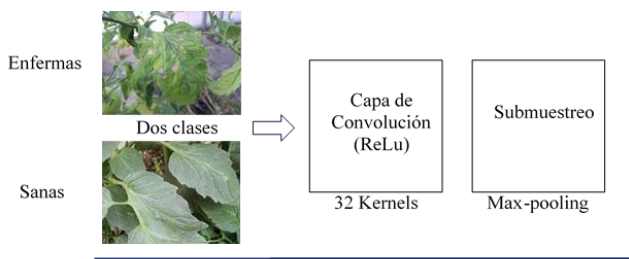 Enfermas
Dos clases
Sanas
Capa de
Convolución
(ReLu)
32 Kernels
Submuestreo
Max-pooling